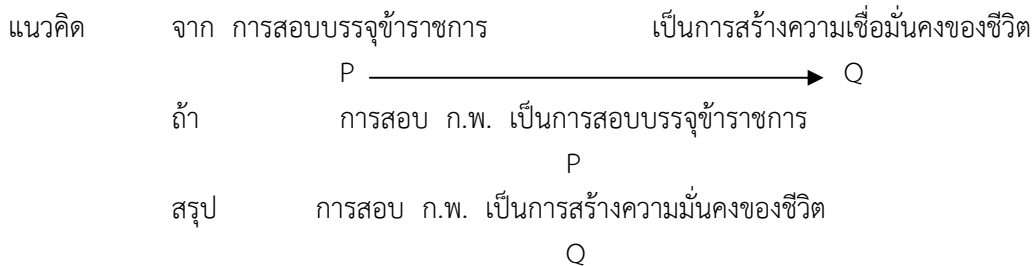 แนวคิด จาก การสอบบรรจุข้าราชการ เป็นการสร้างความเชื่อมั่นคงของชีวิต
P Q
ถ้า การสอบ ก.พ. เป็นการสอบบรรจุข้าราชการ
P
สรุป การสอบ ก.พ. เป็นการสร้างความมั่นคงของชีวิต
Q